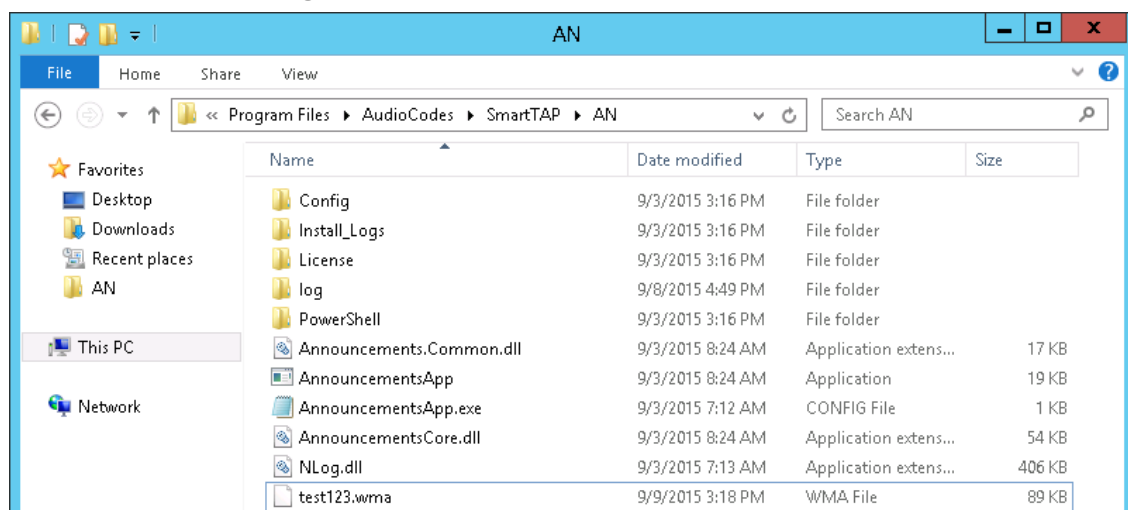 AN
File Home Share View
« Program Files AudioCodes SmartTAP AN Search AN
Favorites
Desktop
Downloads
Recent places
AN
This PC
Network
Name Date modified Type Size
Config 9/3/2015 3:16 PM File folder
Install_Logs 9/3/2015 3:16 PM File folder
License 9/3/2015 3:16 PM File folder
log 9/8/2015 4:49 PM File folder
PowerShell 9/3/2015 3:16 PM File folder
Announcements.Common.dll 9/3/2015 8:24 AM Application extens... 17 KB
AnnouncementsApp 9/3/2015 8:24 AM Application 19 KB
AnnouncementsApp.exe 9/3/2015 7:12 AM CONFIG File 1 KB
AnnouncementsCore.dll 9/3/2015 8:24 AM Application extens... 54 KB
NLog.dll 9/3/2015 7:13 AM Application extens... 406 KB
test123.wma 9/9/2015 3:18 PM WMA File 89 KB